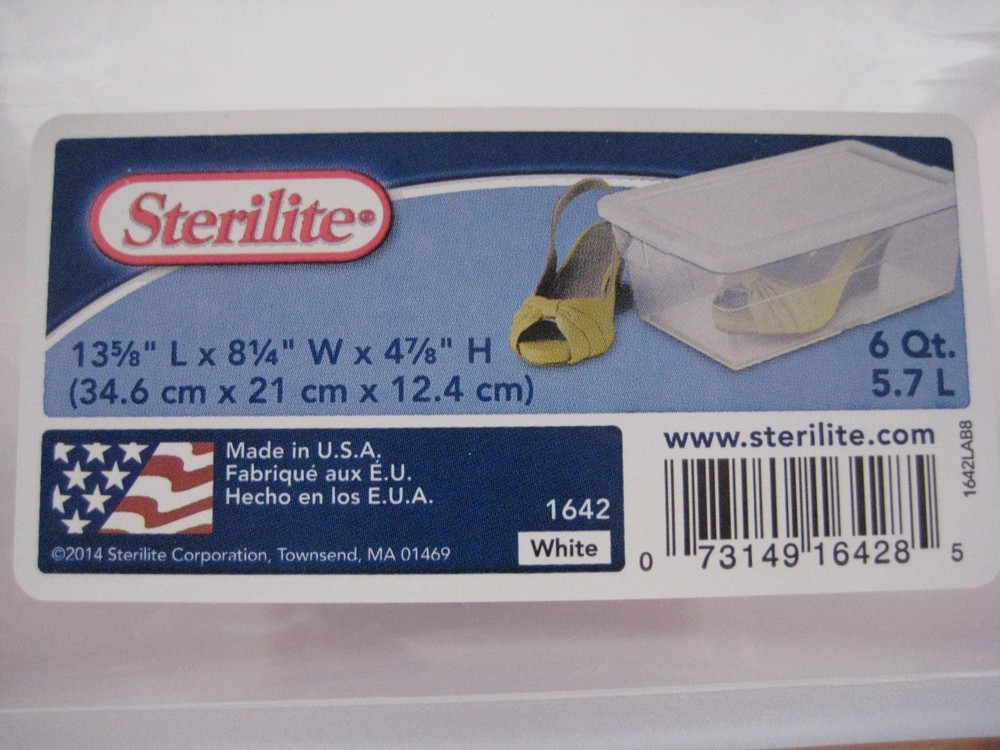 Sterilite®
13⅝" L x 8¼" W x 4⅞" H
(34.6 cm x 21 cm x 12.4 cm)
6 Qt.
5.7 L
Made in U.S.A.
Fabriqué aux É.U.
Hecho en los E.U.A.
1642
White
©2014 Sterilite Corporation, Townsend, MA 01469
www.sterilite.com
0 73149 16428 5
1642LAB8